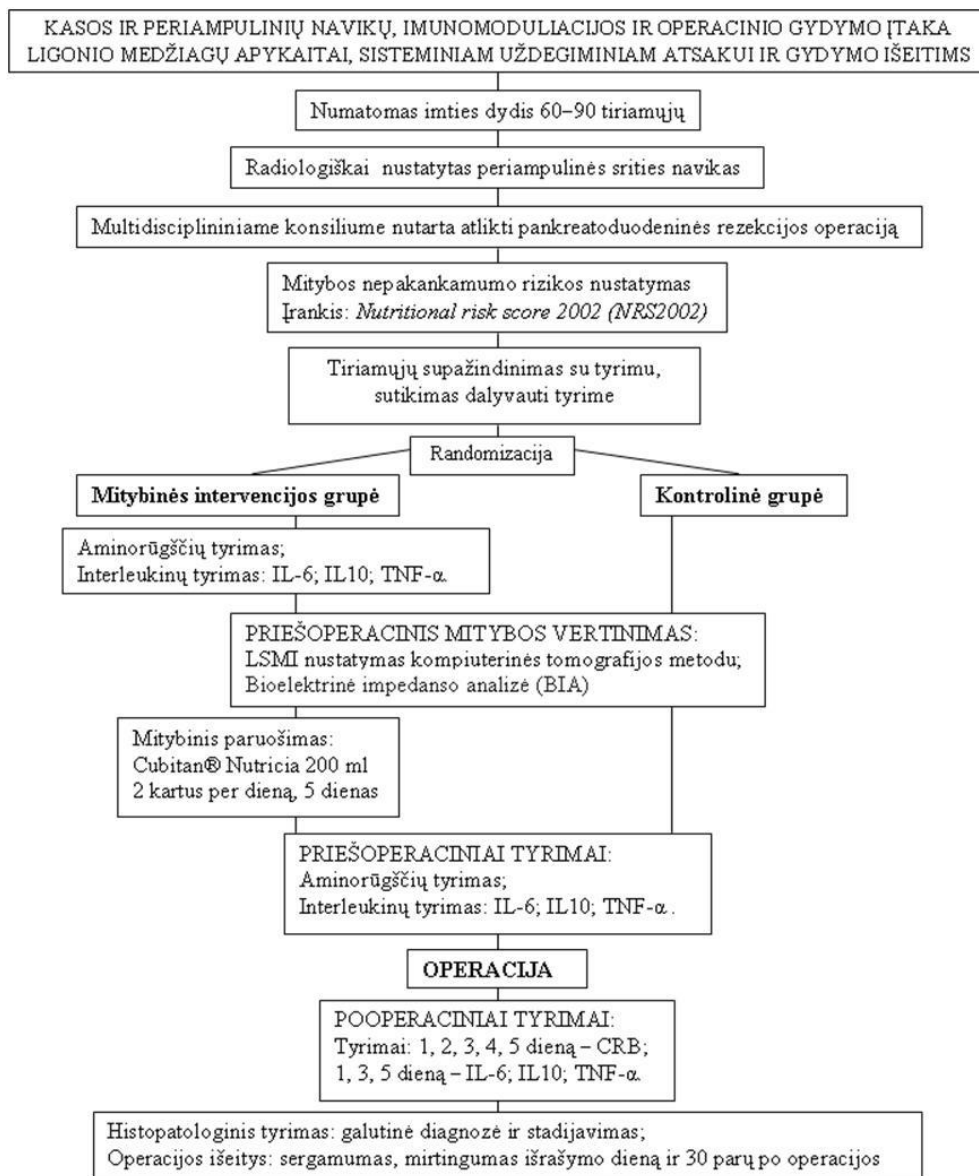 KASOS IR PERIAMPULINIŲ NAVIKŲ, IMUNOMODULIACIJOS IR OPERACINIO GYDYMO ĮTAKA
LIGONIO MEDŽIAGŲ APYKAITAI, SISTEMINIAM UŽDEGIMINIAM ATSAKUI IR GYDYMO IŠEITIMS
Numatomas imties dydis 60–90 tiriamųjų
Radiologiškai nustatytas periampulinės srities navikas
Multidisciplininiame konsiliume nutarta atlikti pankreatoduodeninės rezekcijos operaciją
Mitybos nepakankamumo rizikos nustatymas
Įrankis: Nutritional risk score 2002 (NRS2002)
Tiriamųjų supažindinimas su tyrimu,
sutikimas dalyvauti tyrime
Randomizacija
Mitybinės intervencijos grupė
Kontrolinė grupė
Aminorūgščių tyrimas;
Interleukinų tyrimas: IL-6; IL10; TNF-α.
PRIEŠOPERACINIS MITYBOS VERTINIMAS:
LSMI nustatymas kompiuterinės tomografijos metodu;
Bioelektrinė impedanso analizė (BIA)
Mitybinis paruošimas:
Cubitan® Nutricia 200 ml
2 kartus per dieną, 5 dienas
PRIEŠOPERACINIAI TYRIMAI:
Aminorūgščių tyrimas;
Interleukinų tyrimas: IL-6; IL10; TNF-α .
OPERACIJA
POOPERACINIAI TYRIMAI:
Tyrimai: 1, 2, 3, 4, 5 dieną – CRB;
1, 3, 5 dieną – IL-6; IL10; TNF-α.
Histopatologinis tyrimas: galutinė diagnozė ir stadijavimas;
Operacijos išeitys: sergamumas, mirtingumas išrašymo dieną ir 30 parų po operacijos